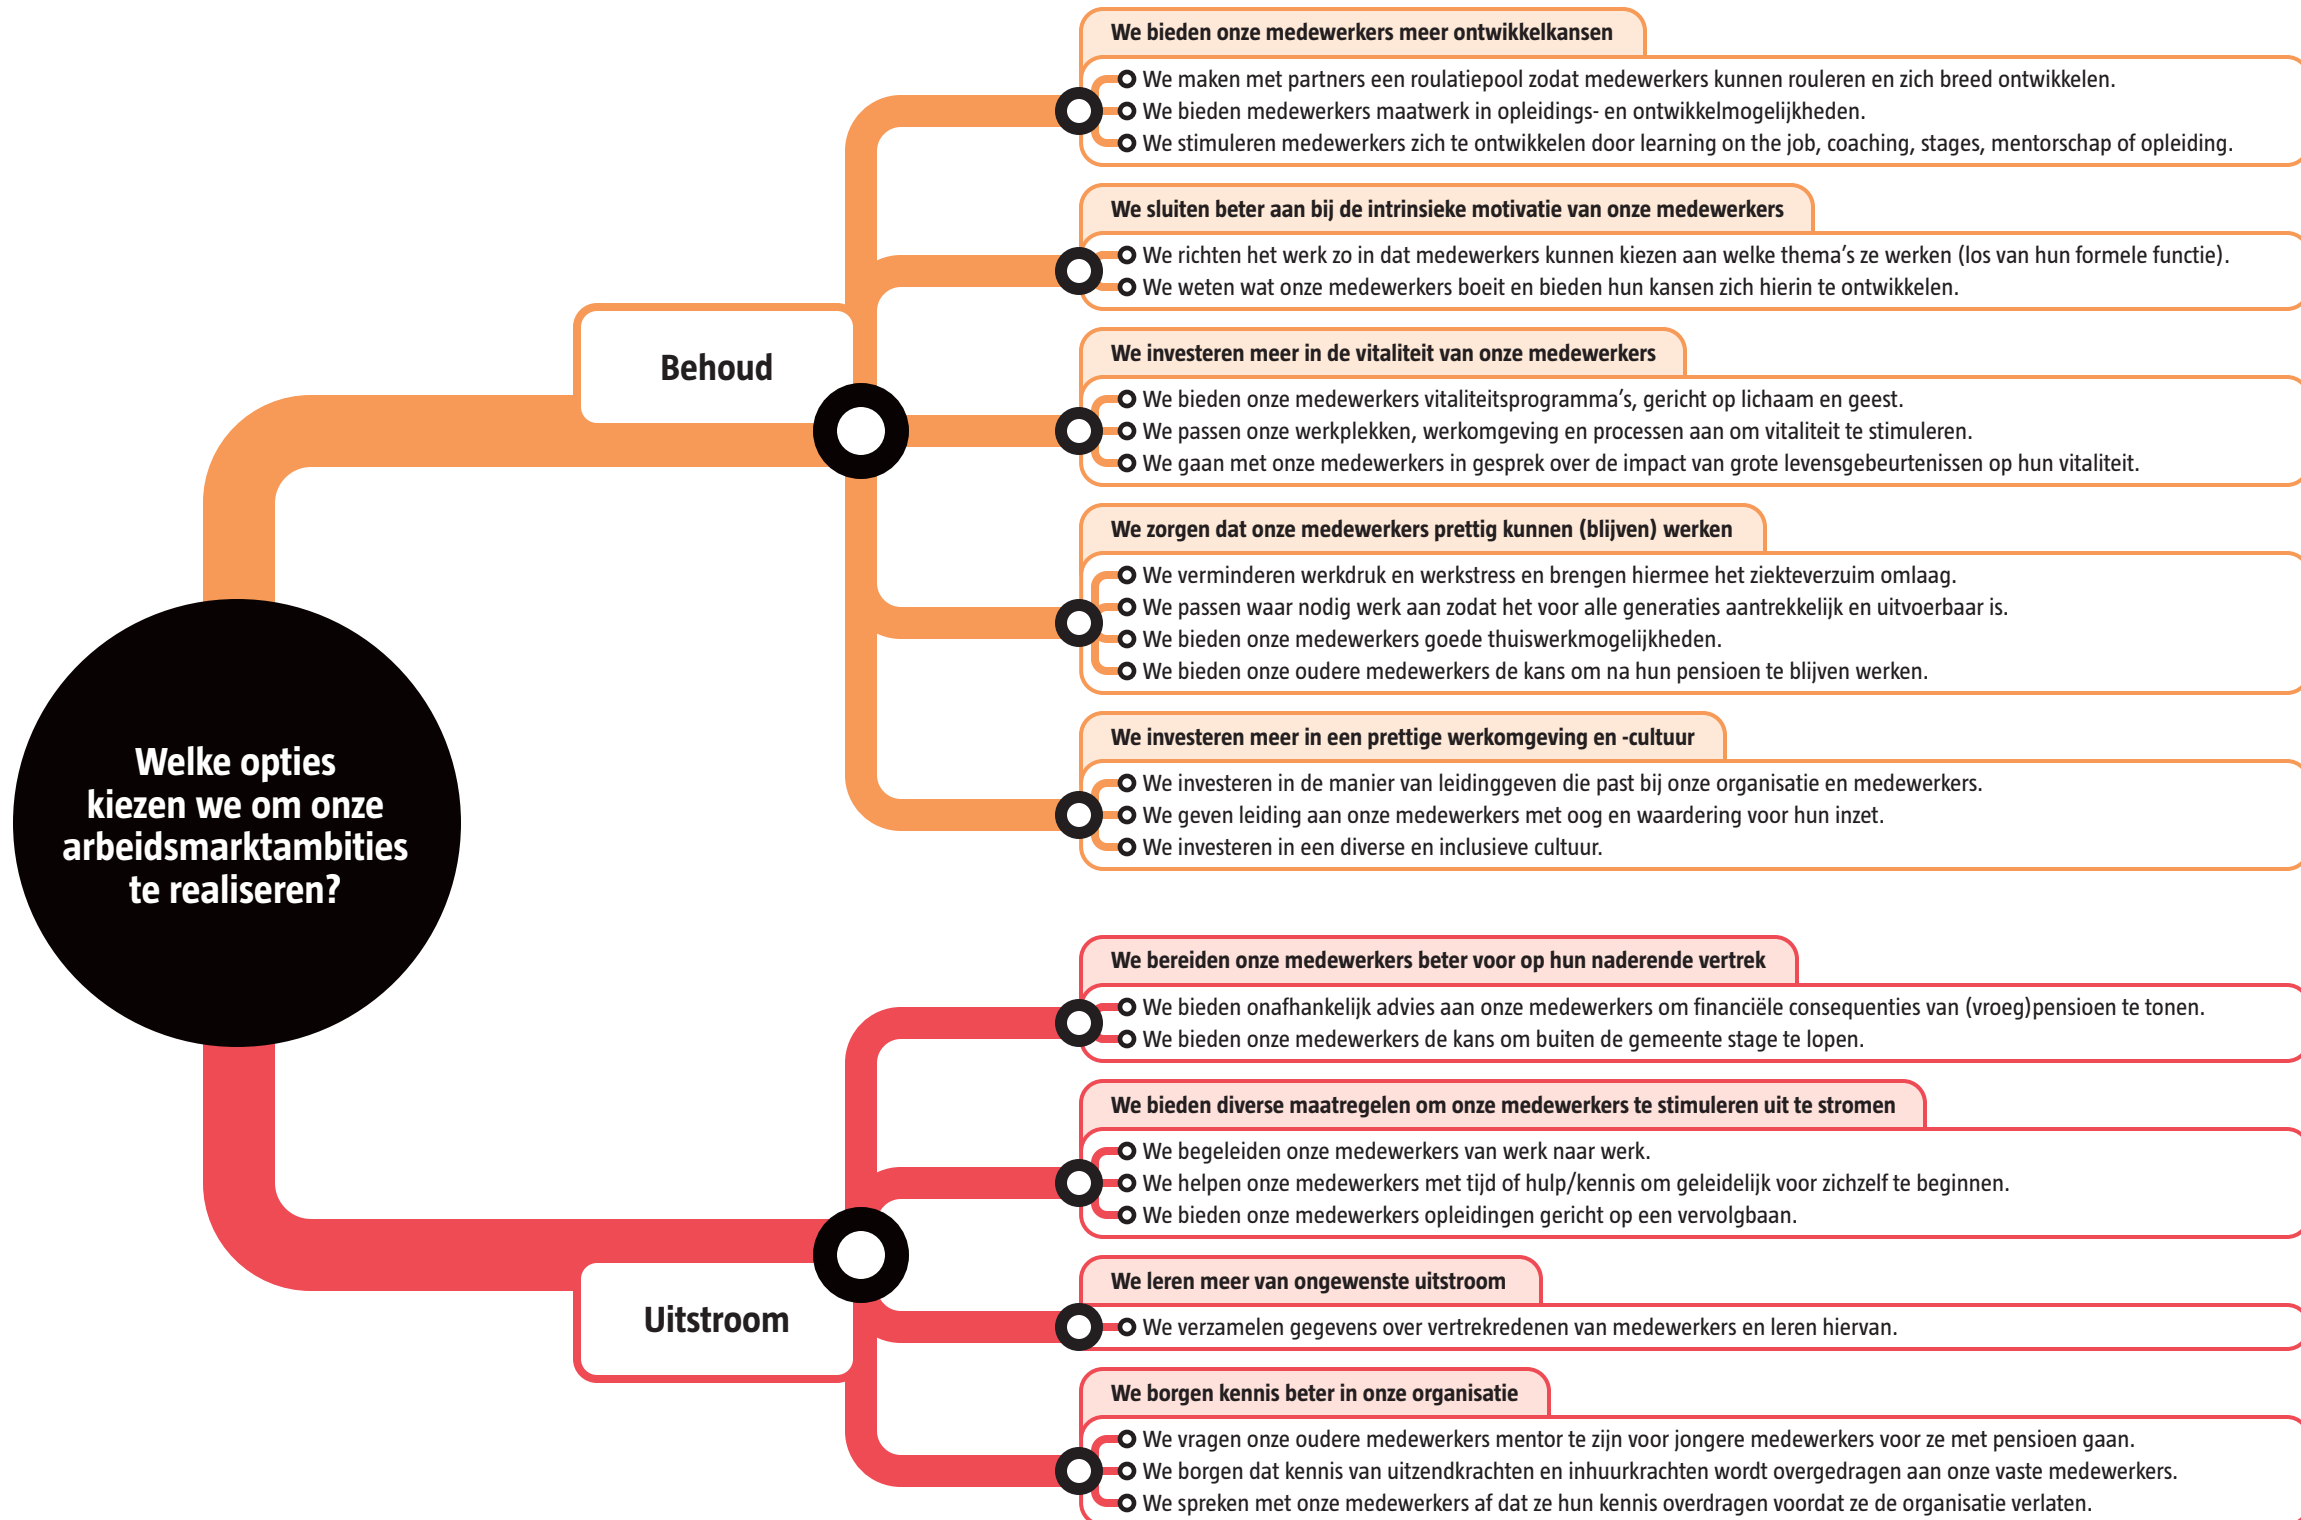 Welke opties
kiezen we om onze
arbeidsmarktambities
te realiseren?
Behoud
We bieden onze medewerkers meer ontwikkelkansen
We maken met partners een roulatiepool zodat medewerkers kunnen rouleren en zich breed ontwikkelen.
We bieden medewerkers maatwerk in opleidings- en ontwikkelmogelijkheden.
We stimuleren medewerkers zich te ontwikkelen door learning on the job, coaching, stages, mentorschap of opleiding.
We sluiten beter aan bij de intrinsieke motivatie van onze medewerkers
We richten het werk zo in dat medewerkers kunnen kiezen aan welke thema’s ze werken (los van hun formele functie).
We weten wat onze medewerkers boeit en bieden hun kansen zich hierin te ontwikkelen.
We investeren meer in de vitaliteit van onze medewerkers
We bieden onze medewerkers vitaliteitsprogramma’s, gericht op lichaam en geest.
We passen onze werkplekken, werkomgeving en processen aan om vitaliteit te stimuleren.
We gaan met onze medewerkers in gesprek over de impact van grote levensgebeurtenissen op hun vitaliteit.
We zorgen dat onze medewerkers prettig kunnen (blijven) werken
We verminderen werkdruk en werkstress en brengen hiermee het ziekteverzuim omlaag.
We passen waar nodig werk aan zodat het voor alle generaties aantrekkelijk en uitvoerbaar is.
We bieden onze medewerkers goede thuiswerkmogelijkheden.
We bieden onze oudere medewerkers de kans om na hun pensioen te blijven werken.
We investeren meer in een prettige werkomgeving en -cultuur
We investeren in de manier van leidinggeven die past bij onze organisatie en medewerkers.
We geven leiding aan onze medewerkers met oog en waardering voor hun inzet.
We investeren in een diverse en inclusieve cultuur.
Uitstroom
We bereiden onze medewerkers beter voor op hun naderende vertrek
We bieden onafhankelijk advies aan onze medewerkers om financiële consequenties van (vroeg)pensioen te tonen.
We bieden onze medewerkers de kans om buiten de gemeente stage te lopen.
We bieden diverse maatregelen om onze medewerkers te stimuleren uit te stromen
We begeleiden onze medewerkers van werk naar werk.
We helpen onze medewerkers met tijd of hulp/kennis om geleidelijk voor zichzelf te beginnen.
We bieden onze medewerkers opleidingen gericht op een vervolgbaan.
We leren meer van ongewenste uitstroom
We verzamelen gegevens over vertrekredenen van medewerkers en leren hiervan.
We borgen kennis beter in onze organisatie
We vragen onze oudere medewerkers mentor te zijn voor jongere medewerkers voor ze met pensioen gaan.
We borgen dat kennis van uitzendkrachten en inhuurkrachten wordt overgedragen aan onze vaste medewerkers.
We spreken met onze medewerkers af dat ze hun kennis overdragen voordat ze de organisatie verlaten.